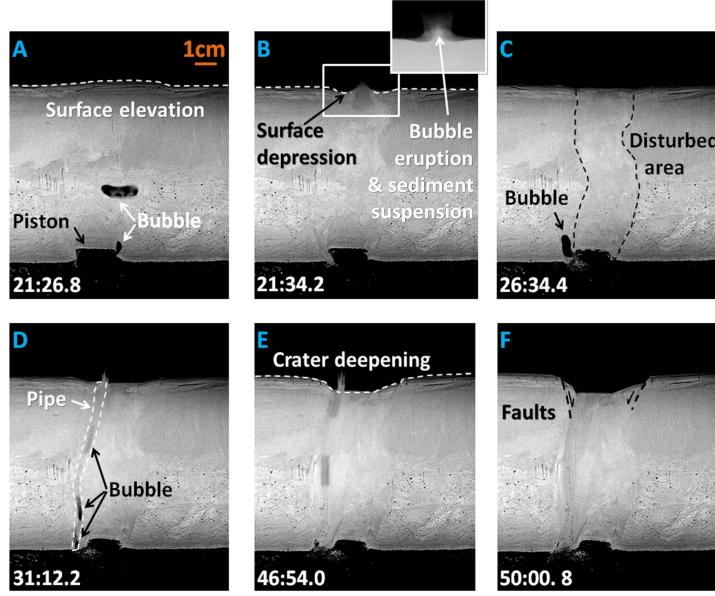 A
1cm
Surface elevation
Piston
Bubble
21:26.8
B
Surface
depression
Bubble
eruption
& sediment
suspension
21:34.2
C
Disturbed
area
Bubble
26:34.4
D
Pipe
Bubble
31:12.2
E
Crater deepening
46:54.0
F
Faults
50:00. 8